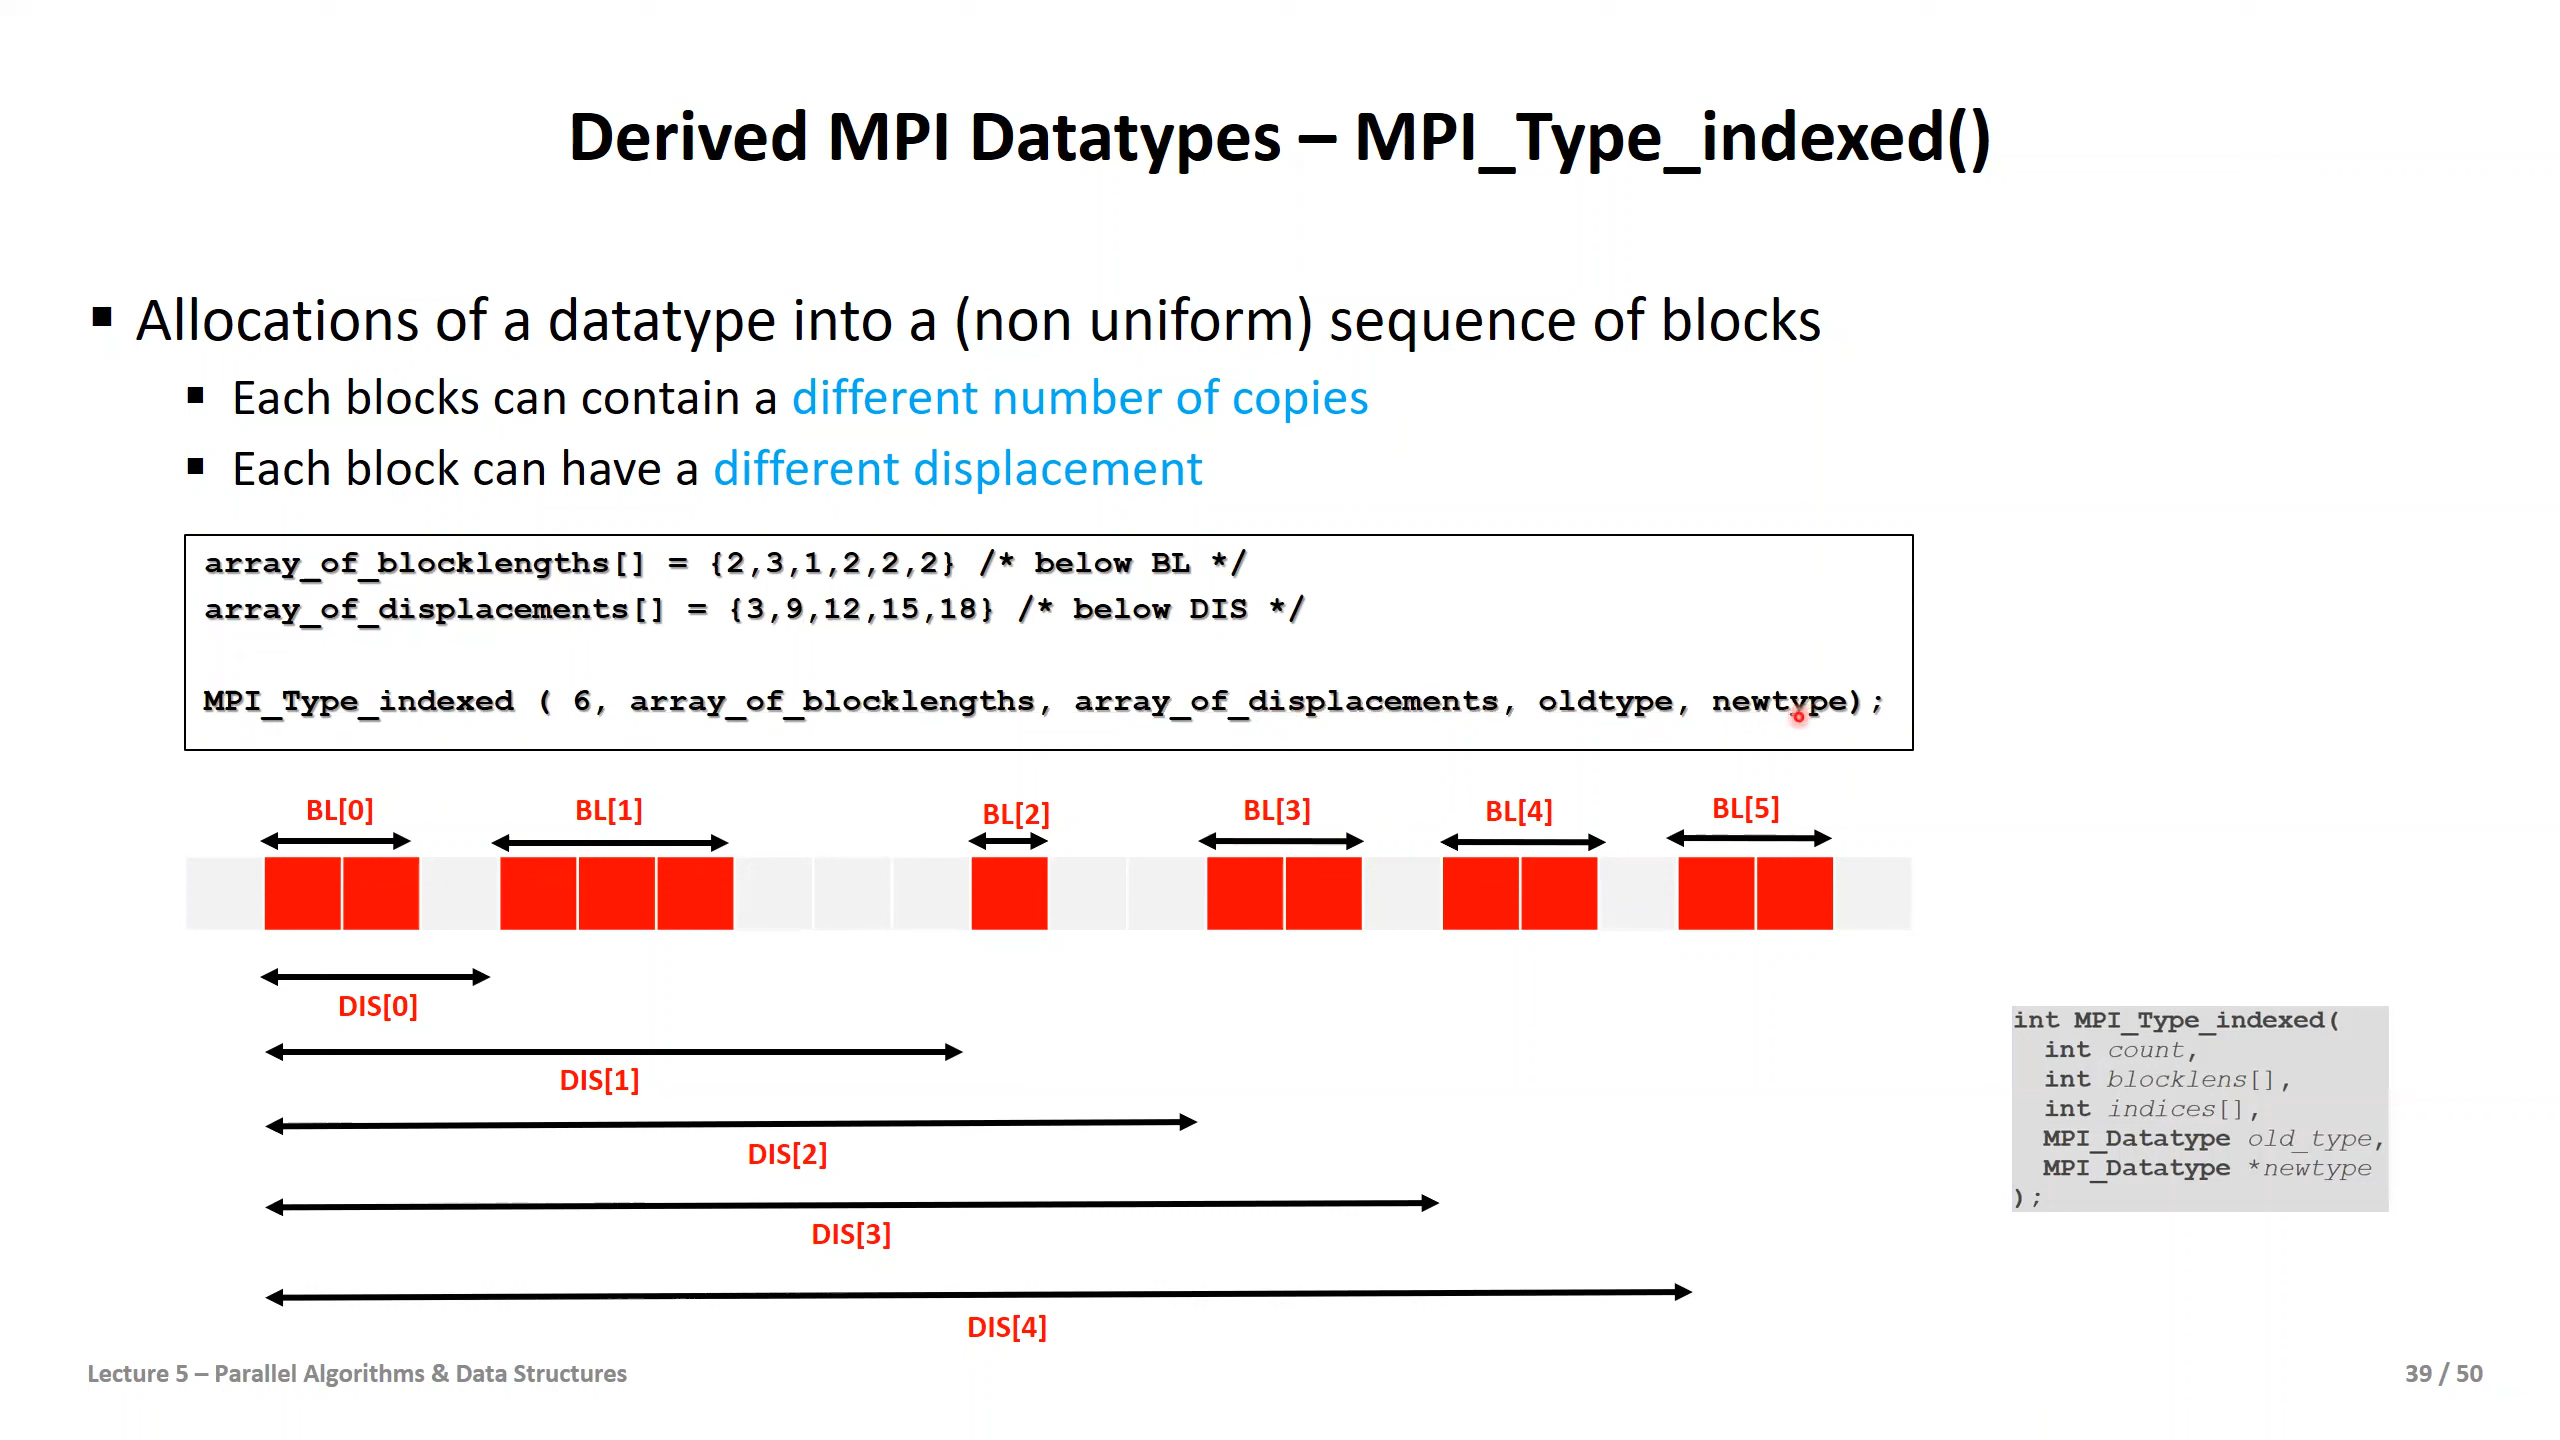 Derived MPI Datatypes – MPI_Type_indexed()
Allocations of a datatype into a (non uniform) sequence of blocks
Each blocks can contain a different number of copies
Each block can have a different displacement
array_of_blocklengths[] = {2,3,1,2,2,2} /* below BL */
array_of_displacements[] = {3,9,12,15,18} /* below DIS */
MPI_Type_indexed ( 6, array_of_blocklengths, array_of_displacements, oldtype, newtype);
BL[0] BL[1] BL[2] BL[3] BL[4] BL[5]
DIS[0]
DIS[1]
DIS[2]
DIS[3]
DIS[4]
int MPI_Type_indexed(
int count,
int blocklens[],
int indices[],
MPI_Datatype old_type,
MPI_Datatype *newtype
);
Lecture 5 – Parallel Algorithms & Data Structures
39 / 50